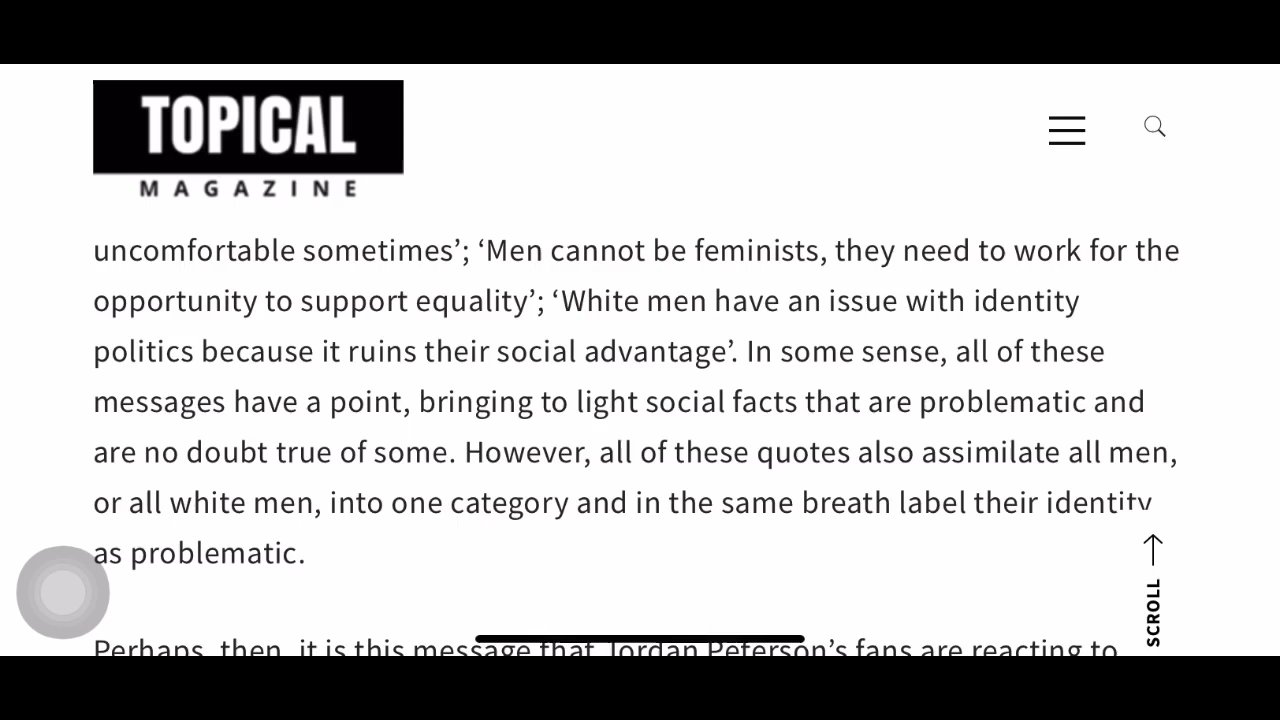 TOPICAL
MAGAZINE
uncomfortable sometimes’; ‘Men cannot be feminists, they need to work for the
opportunity to support equality’; ‘White men have an issue with identity
politics because it ruins their social advantage’. In some sense, all of these
messages have a point, bringing to light social facts that are problematic and
are no doubt true of some. However, all of these quotes also assimilate all men,
or all white men, into one category and in the same breath label their identity
as problematic.
SCROLL
Perhaps, then, it is this message that Jordan Peterson’s fans are reacting to